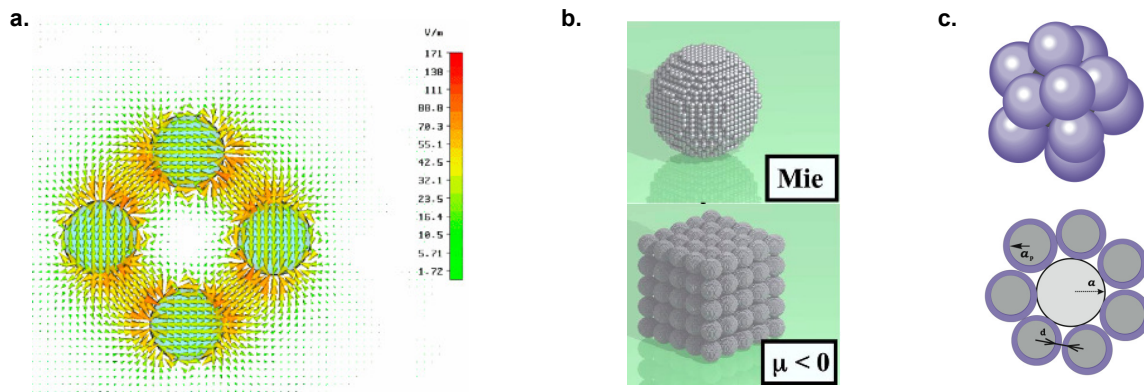 a.
V/m
171
138
111
88.8
70.3
55.1
42.5
32.1
23.5
16.4
10.5
5.71
1.72
b.
Mie
μ < 0
c.
aₚ
a
d